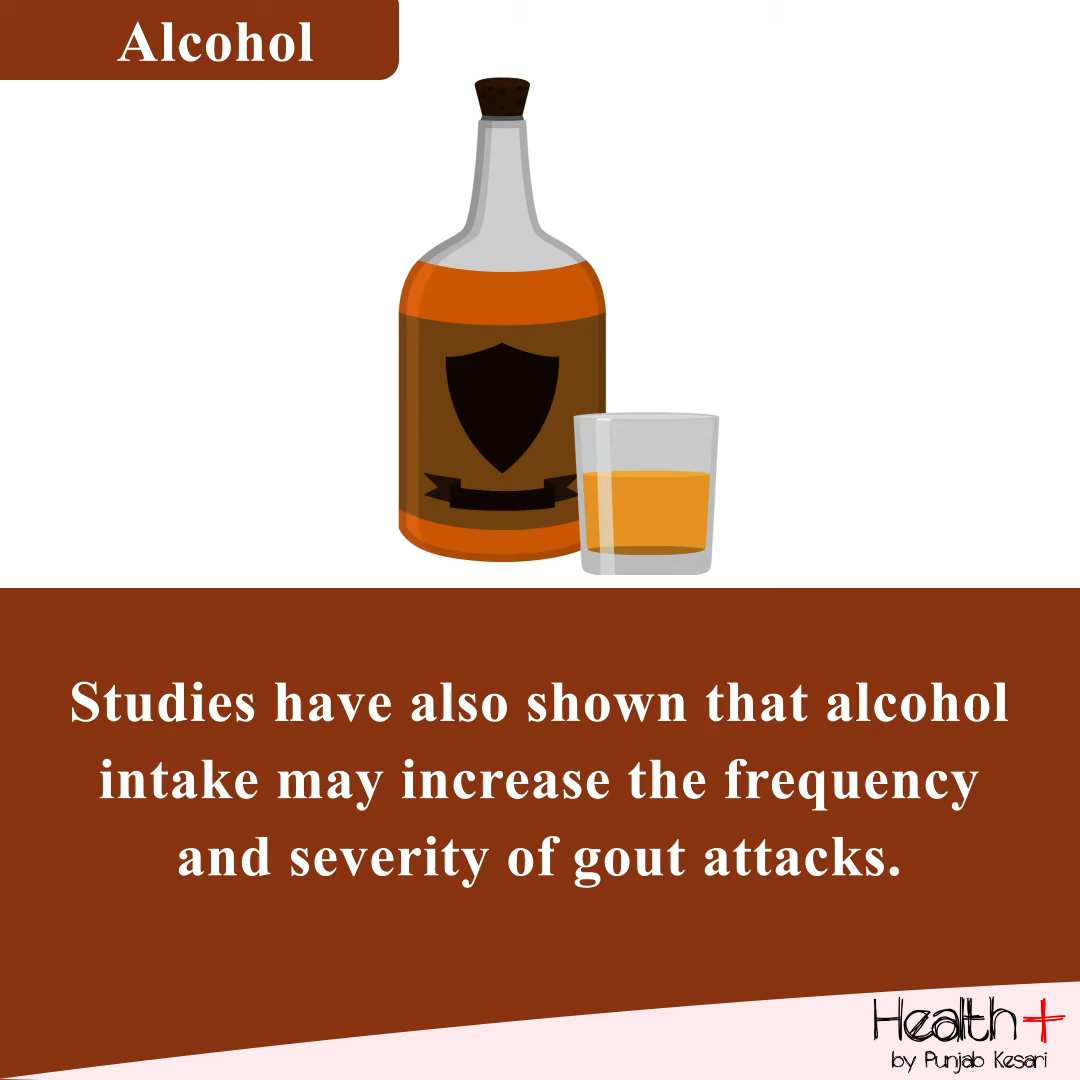 Alcohol
Studies have also shown that alcohol
intake may increase the frequency
and severity of gout attacks.
Health+
by Punjab Kesari